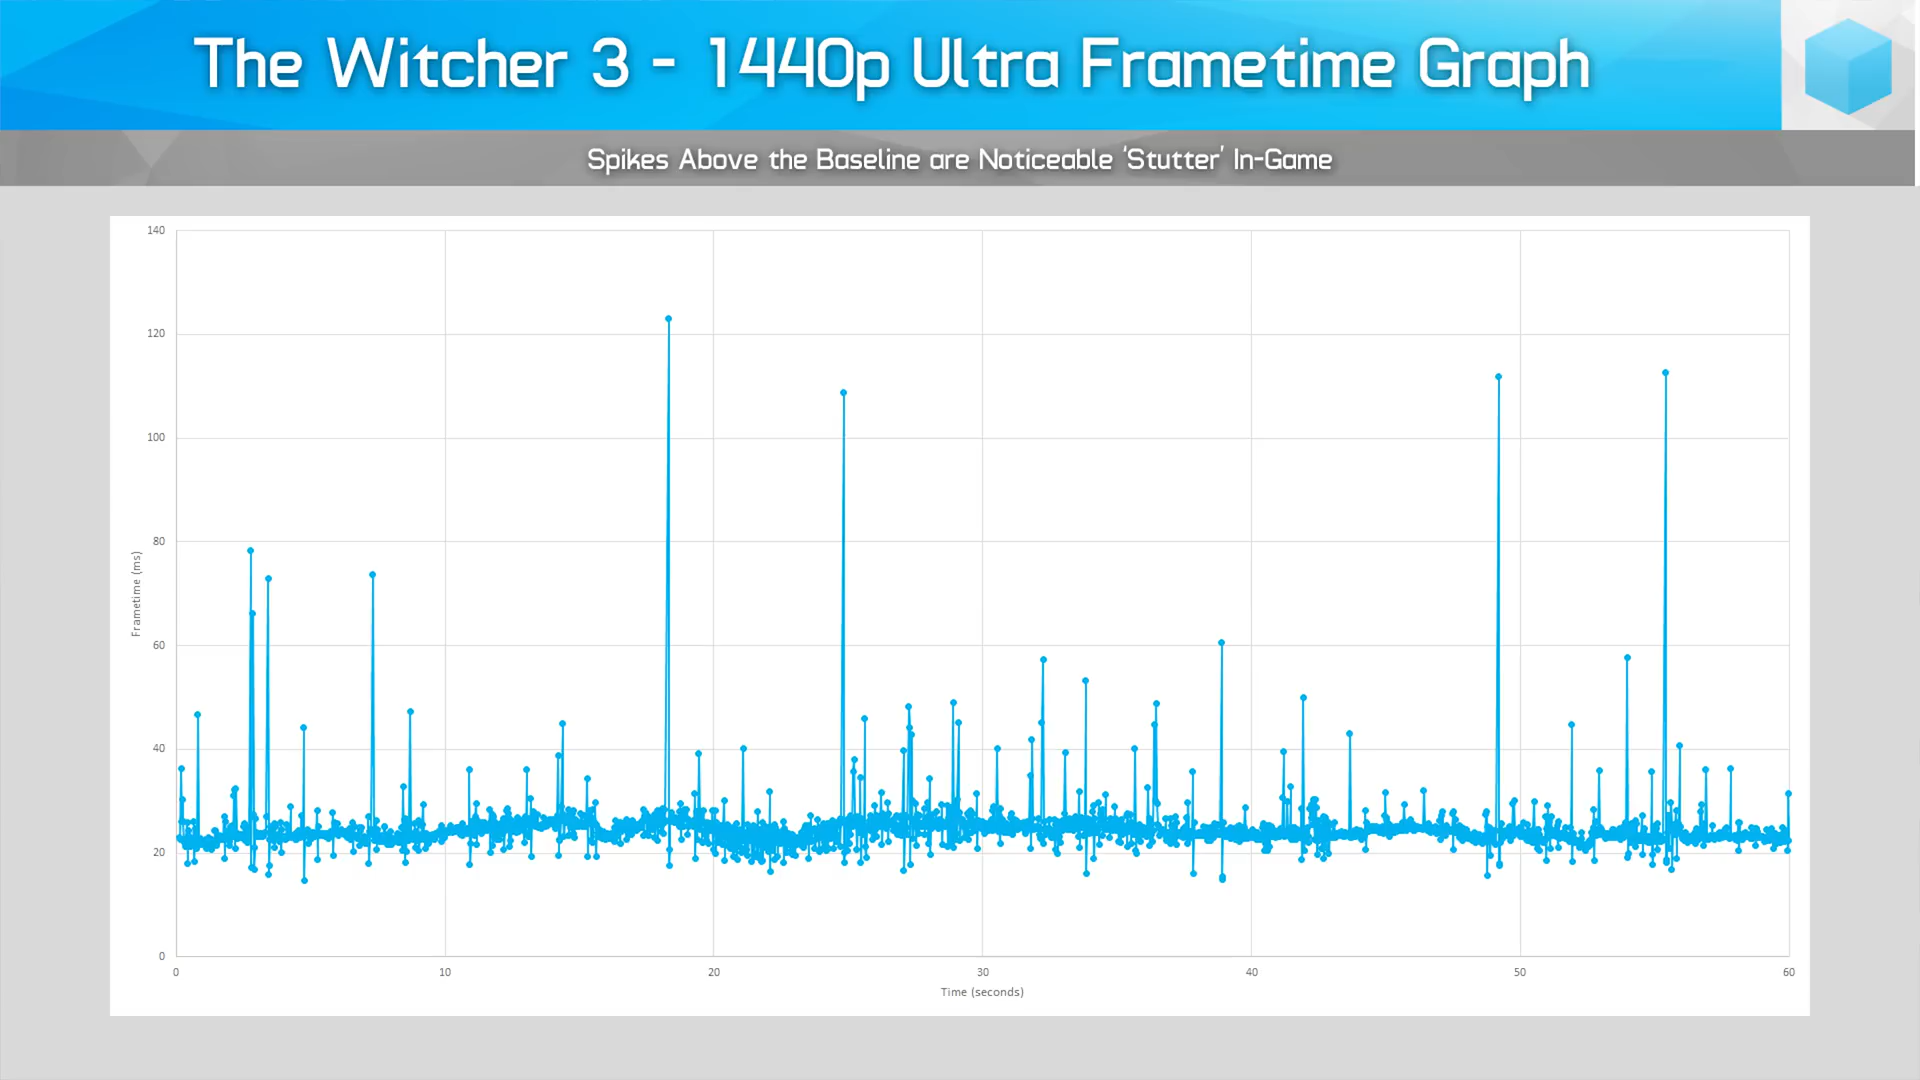 The Witcher 3 - 1440p Ultra Frametime Graph
Spikes Above the Baseline are Noticeable 'Stutter' In-Game
140
120
100
80
60
40
20
0
Frametime (ms)
0 10 20 30 40 50 60
Time (seconds)